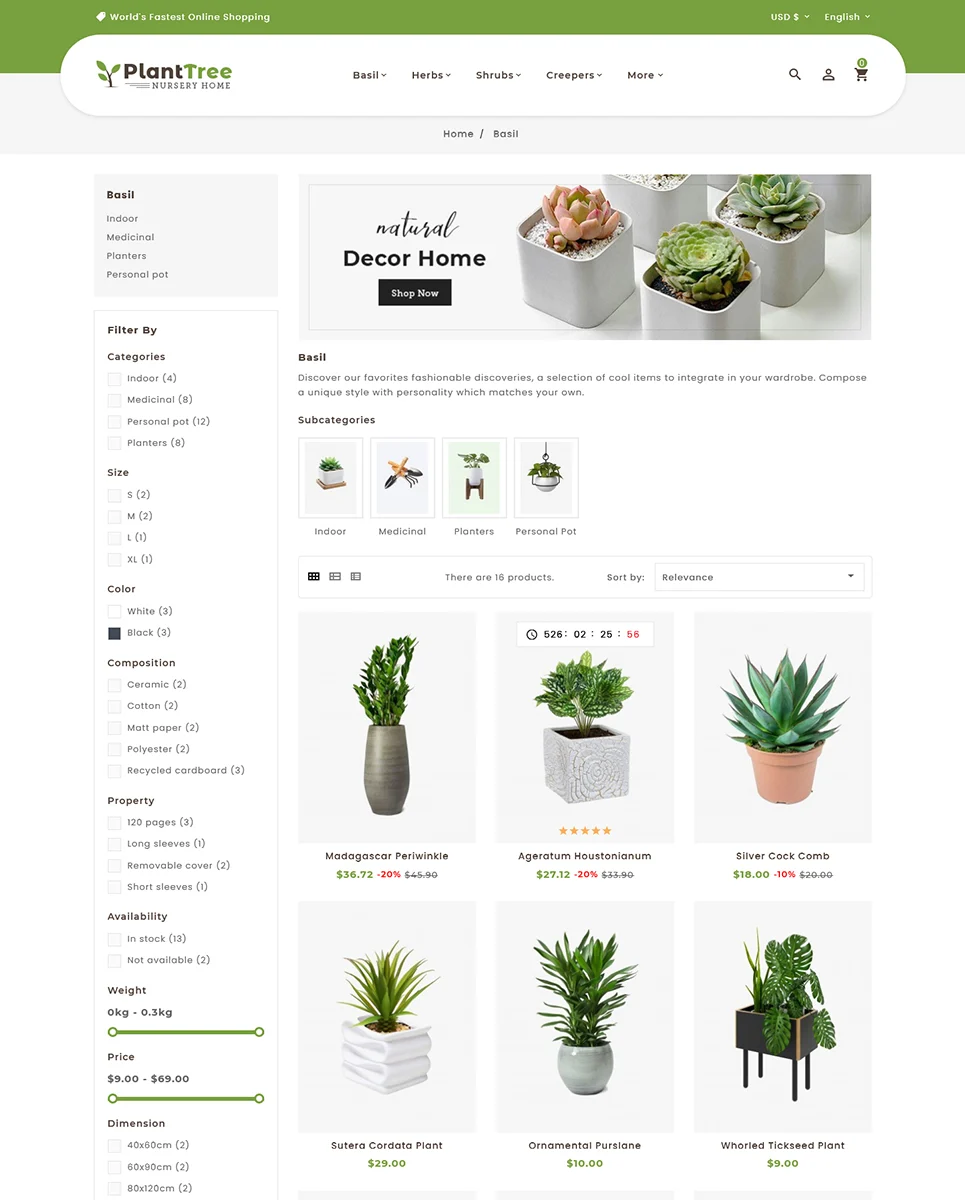 World's Fastest Online Shopping
USD $
English
PlantTree
NURSERY HOME
Basil
Herbs
Shrubs
Creepers
More
0
Home / Basil
Basil
Indoor
Medicinal
Planters
Personal pot
Filter By
Categories
Indoor (4)
Medicinal (8)
Personal pot (12)
Planters (8)
Size
S (2)
M (2)
L (1)
XL (1)
Color
White (3)
Black (3)
Composition
Ceramic (2)
Cotton (2)
Matt paper (2)
Polyester (2)
Recycled cardboard (3)
Property
120 pages (3)
Long sleeves (1)
Removable cover (2)
Short sleeves (1)
Availability
In stock (13)
Not available (2)
Weight
0kg - 0.3kg
Price
$9.00 - $69.00
Dimension
40x60cm (2)
60x90cm (2)
80x120cm (2)
natural
Decor Home
Shop Now
Basil
Discover our favorites fashionable discoveries, a selection of cool items to integrate in your wardrobe. Compose
a unique style with personality which matches your own.
Subcategories
Indoor
Medicinal
Planters
Personal Pot
There are 16 products.
Sort by:
Relevance
526: 02 : 25 : 56
Madagascar Periwinkle
$36.72 -20% $45.90
Ageratum Houstonianum
$27.12 -20% $33.90
Silver Cock Comb
$18.00 -10% $20.00
Sutera Cordata Plant
$29.00
Ornamental Purslane
$10.00
Whorled Tickseed Plant
$9.00